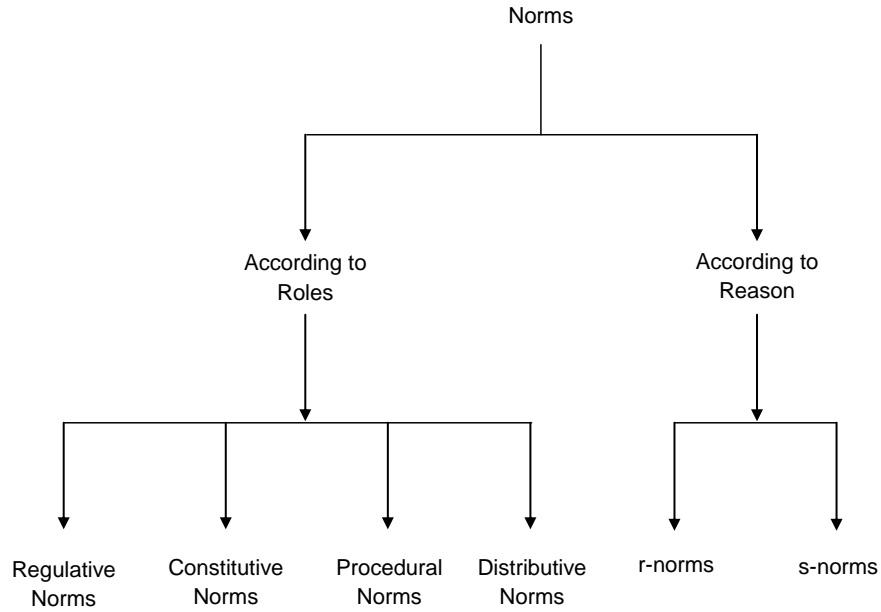 Norms
According to
Roles
According to
Reason
Regulative
Norms
Constitutive
Norms
Procedural
Norms
Distributive
Norms
r-norms
s-norms